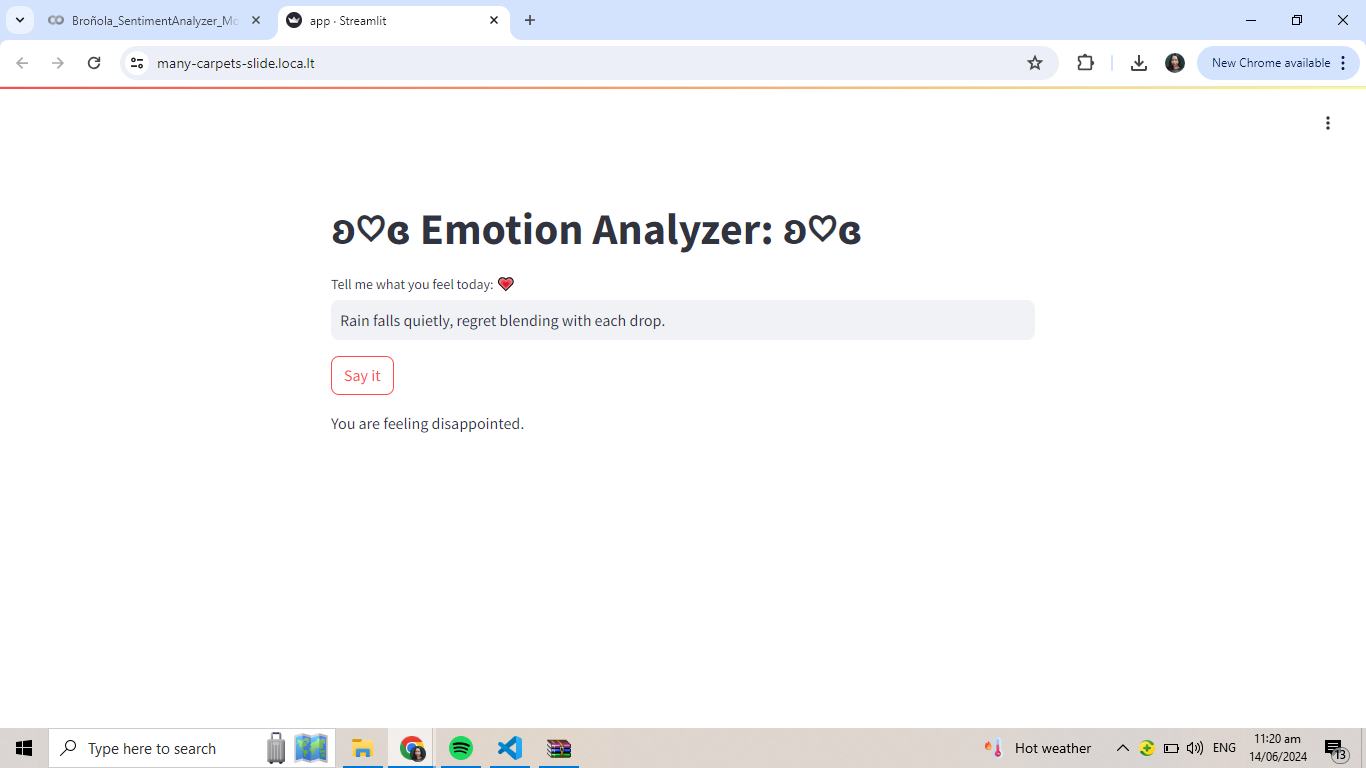 Broñola_SentimentAnalyzer_Mo
app · Streamlit
many-carpets-slide.loca.lt
New Chrome available
ʚ♡ɞ Emotion Analyzer: ʚ♡ɞ
Tell me what you feel today: 💗
Rain falls quietly, regret blending with each drop.
Say it
You are feeling disappointed.
Type here to search
Hot weather
ENG
11:20 am
14/06/2024
13